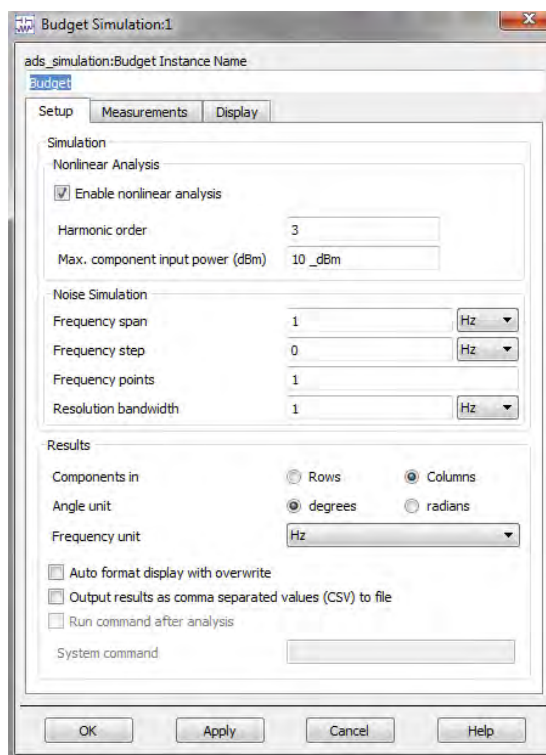 Budget Simulation:1
ads_simulation:Budget Instance Name
Budget
Setup Measurements Display
Simulation
Nonlinear Analysis
Enable nonlinear analysis
Harmonic order 3
Max. component input power (dBm) 10 _dBm
Noise Simulation
Frequency span 1 Hz
Frequency step 0 Hz
Frequency points 1
Resolution bandwidth 1 Hz
Results
Components in Rows Columns
Angle unit degrees radians
Frequency unit Hz
Auto format display with overwrite
Output results as comma separated values (CSV) to file
Run command after analysis
System command
OK Apply Cancel Help